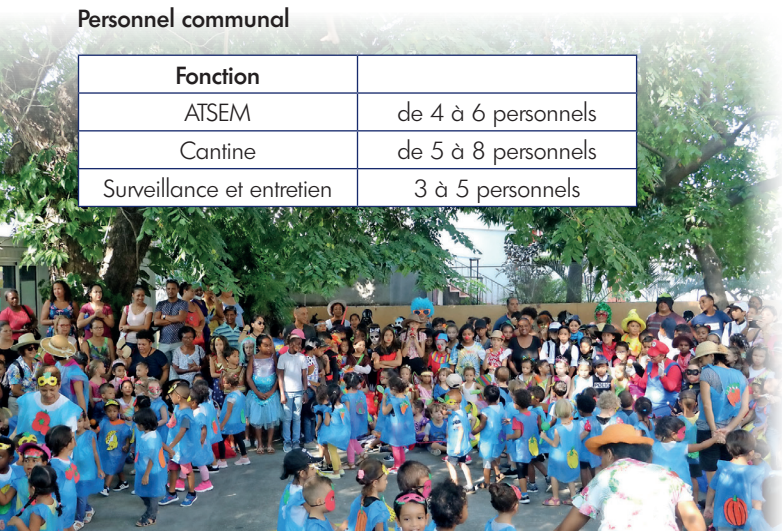 Personnel communal
Fonction
ATSEM de 4 à 6 personnels
Cantine de 5 à 8 personnels
Surveillance et entretien 3 à 5 personnels